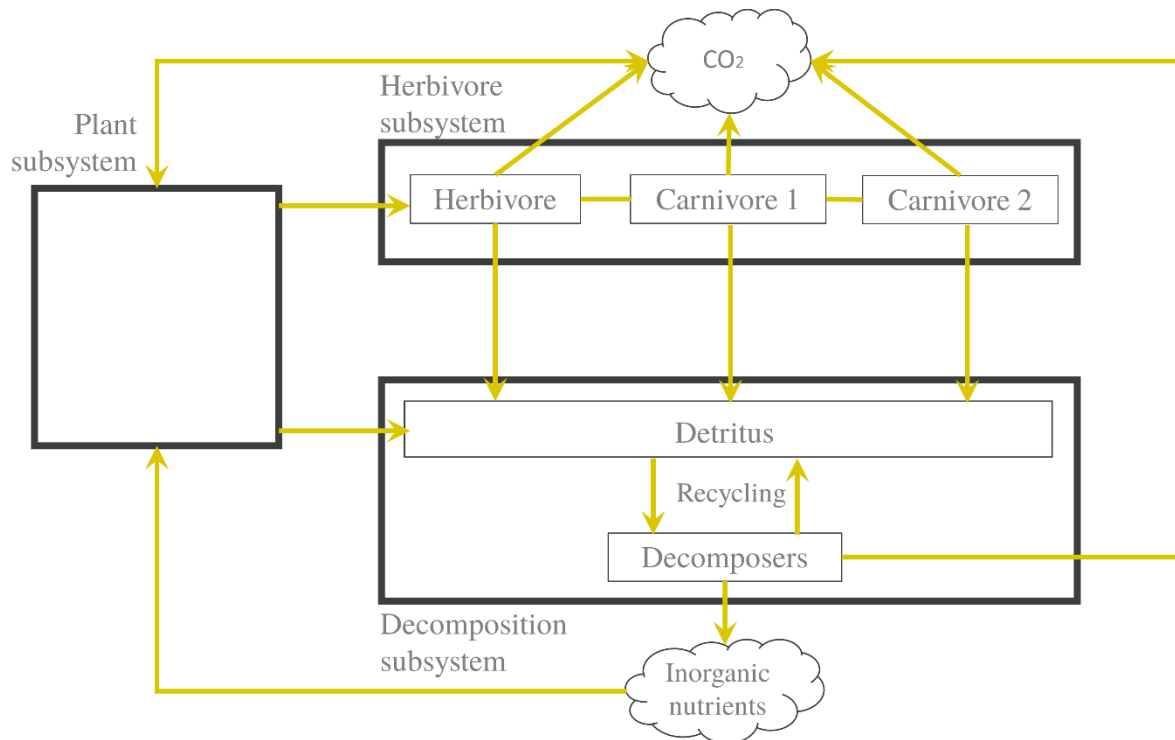 CO₂
Herbivore
subsystem
Plant
subsystem
Herbivore
Carnivore 1
Carnivore 2
Detritus
Recycling
Decomposers
Decomposition
subsystem
Inorganic
nutrients